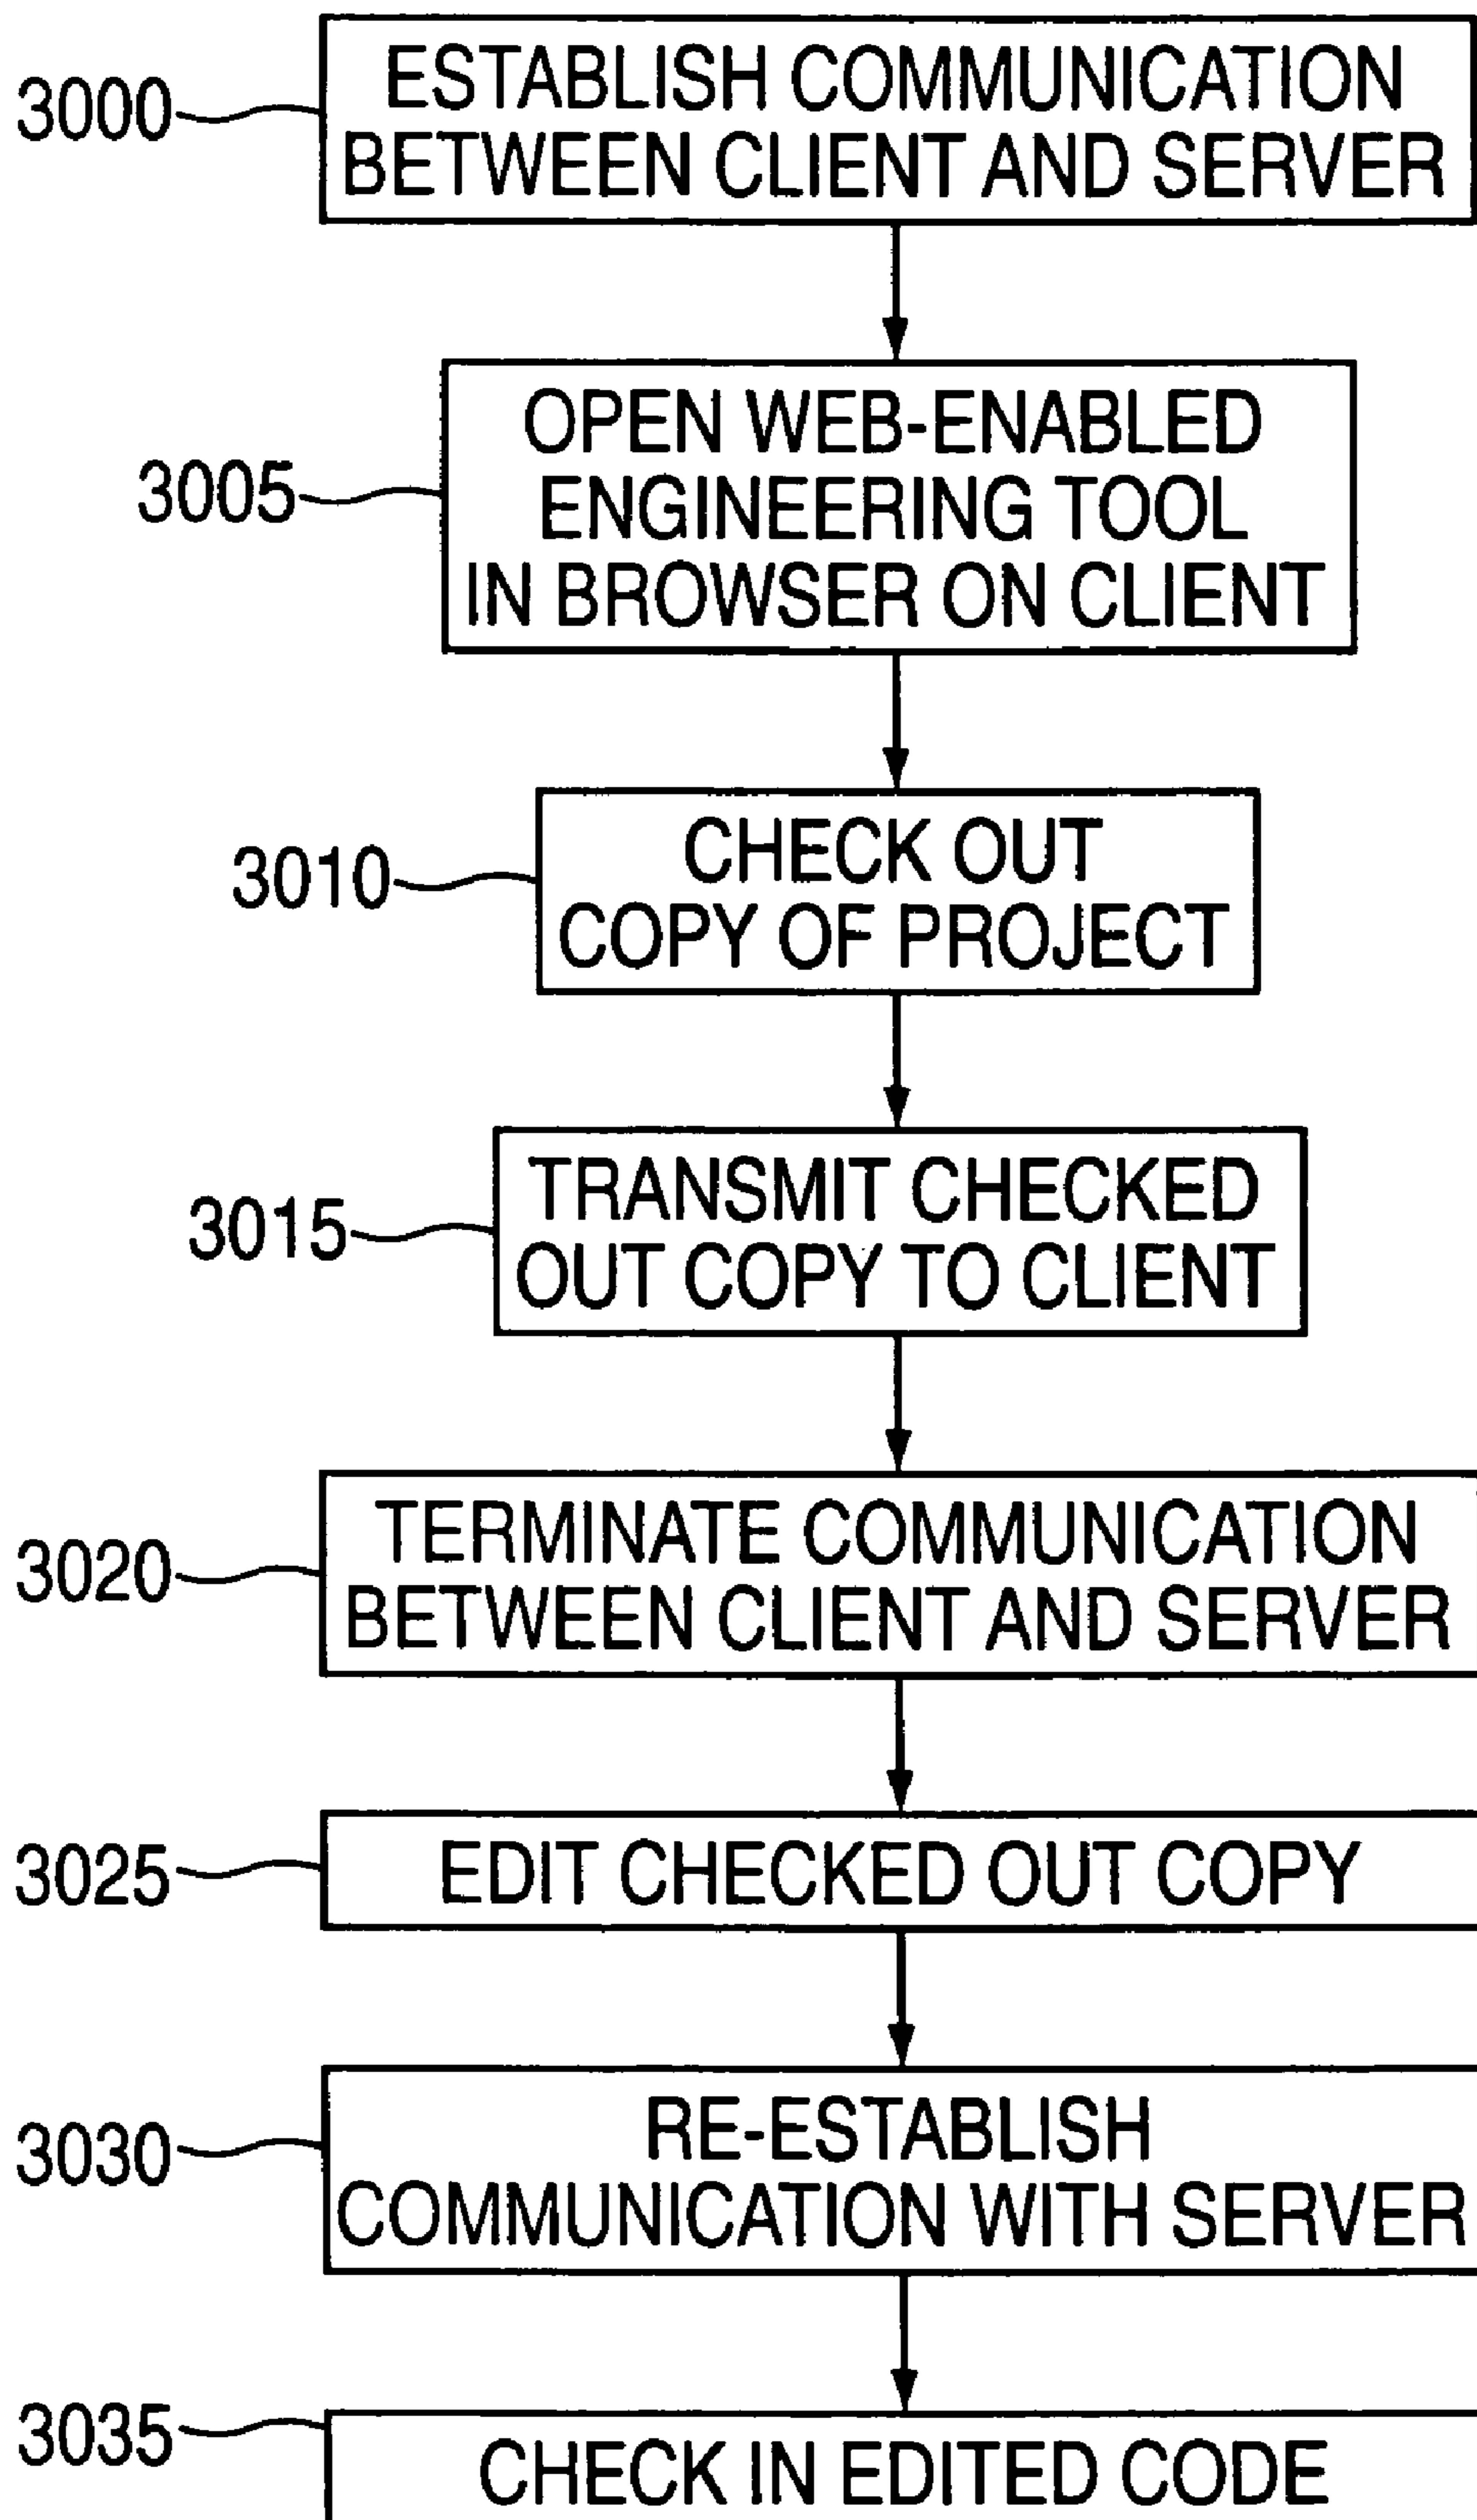 3000
ESTABLISH COMMUNICATION
BETWEEN CLIENT AND SERVER
3005
OPEN WEB-ENABLED
ENGINEERING TOOL
IN BROWSER ON CLIENT
3010
CHECK OUT
COPY OF PROJECT
3015
TRANSMIT CHECKED
OUT COPY TO CLIENT
3020
TERMINATE COMMUNICATION
BETWEEN CLIENT AND SERVER
3025
EDIT CHECKED OUT COPY
3030
RE-ESTABLISH
COMMUNICATION WITH SERVER
3035
CHECK IN EDITED CODE